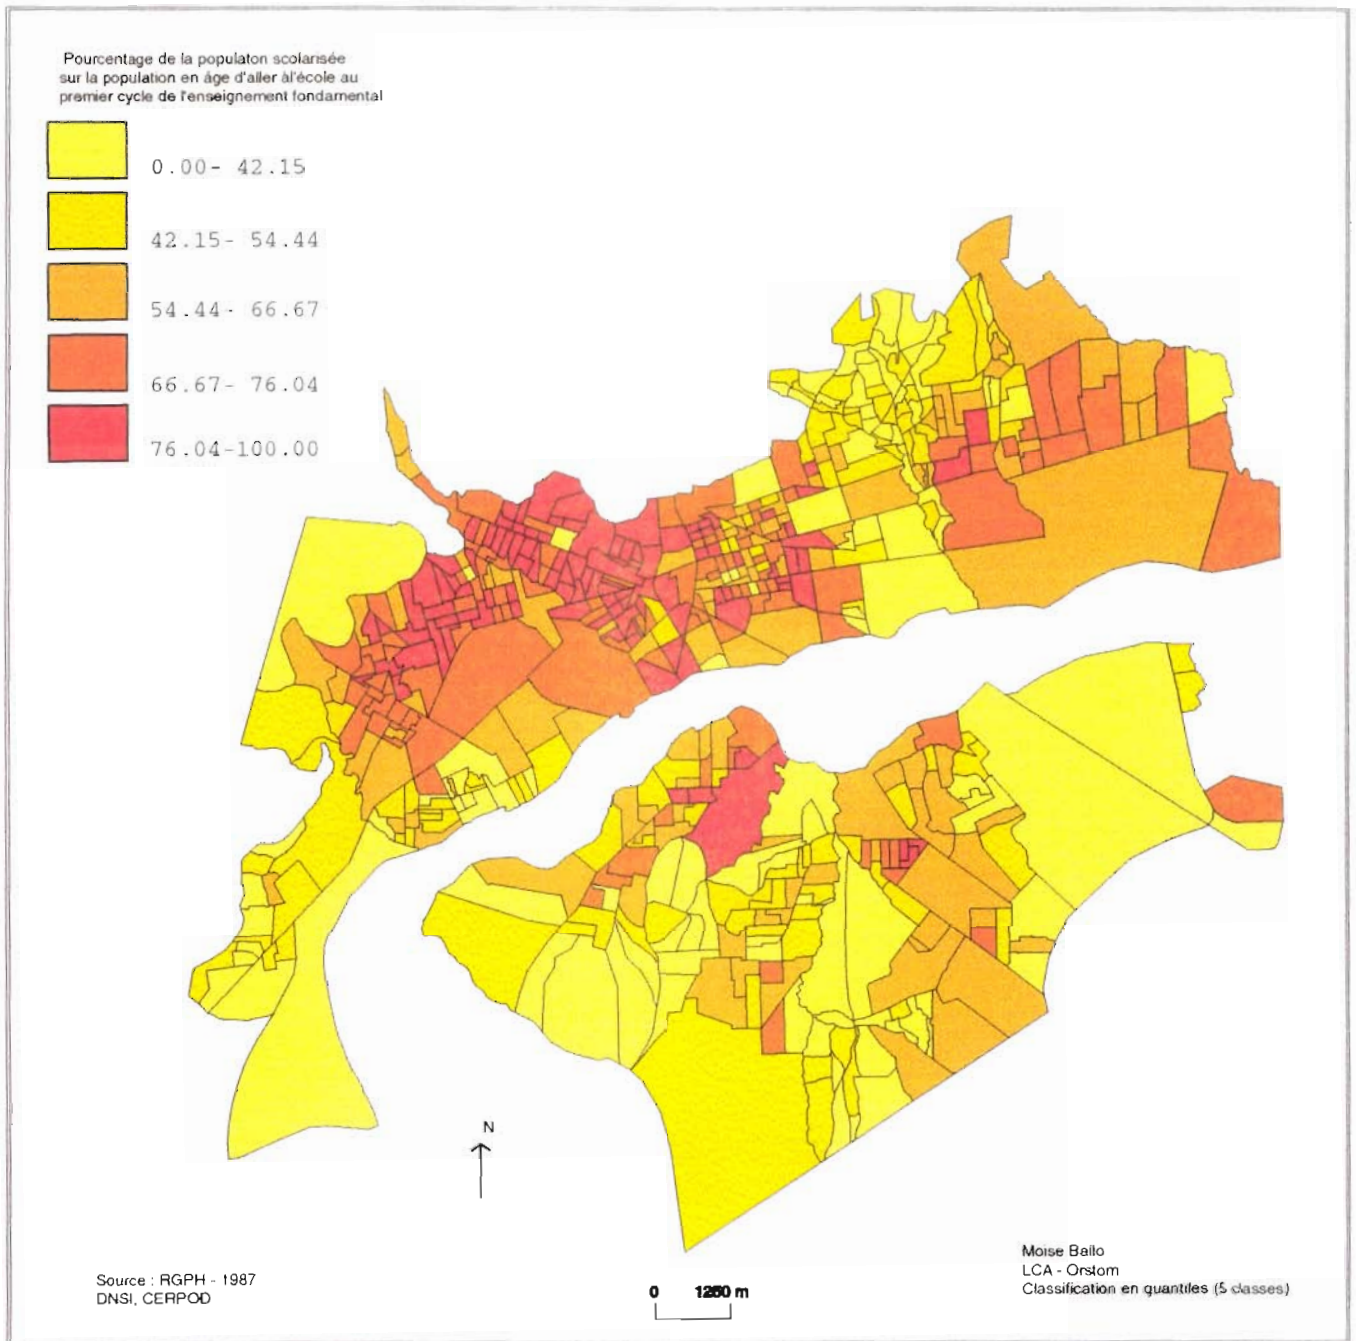 Pourcentage de la populaton scolarisée
sur la population en âge d'aller àl'école au
premier cycle de l'enseignement fondamental
0.00- 42.15
42.15- 54.44
54.44- 66.67
66.67- 76.04
76.04-100.00
N
Moise Ballo
LCA - Orstom
Classification en quantiles (5 classes)
Source : RGPH - 1987
DNSI, CERPOD
0 1250 m